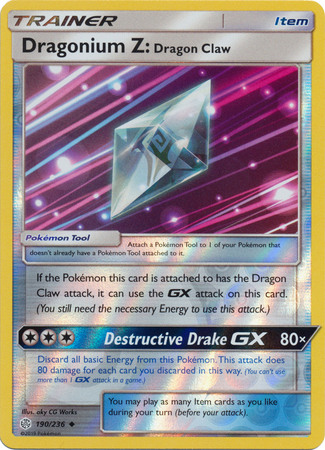 TRAINER
Item
Dragonium Z: Dragon Claw
Pokémon Tool
Attach a Pokémon Tool to 1 of your Pokémon that
doesn't already have a Pokémon Tool attached to it.
If the Pokémon this card is attached to has the Dragon
Claw attack, it can use the GX attack on this card.
(You still need the necessary Energy to use this attack.)
Destructive Drake GX 80×
Discard all basic Energy from this Pokémon. This attack does
80 damage for each card you discarded in this way. (You can't use
more than 1 GX attack in a game.)
Illus. aky CG Works
You may play as many Item cards as you like
during your turn (before your attack).
190/236
©2019 Pokémon